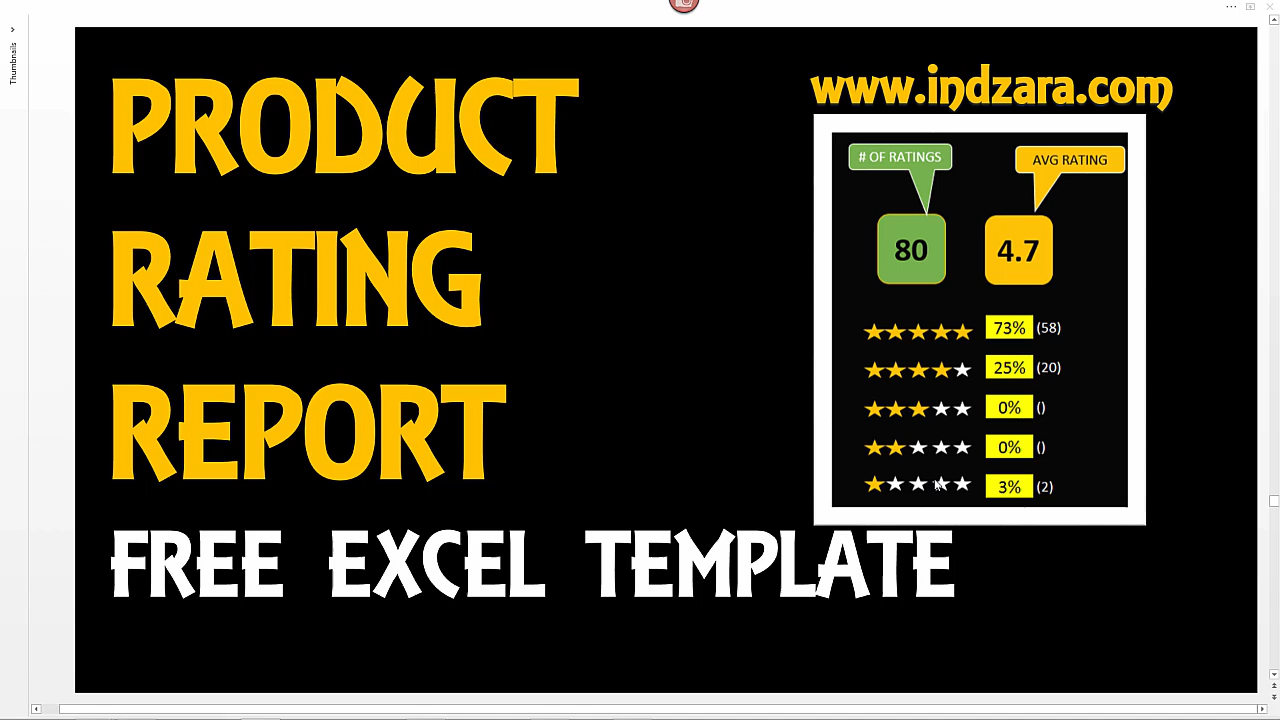 Thumbnails
PRODUCT
RATING
REPORT
FREE EXCEL TEMPLATE
www.indzara.com
# OF RATINGS
AVG RATING
80
4.7
73% (58)
25% (20)
0% ()
0% ()
3% (2)